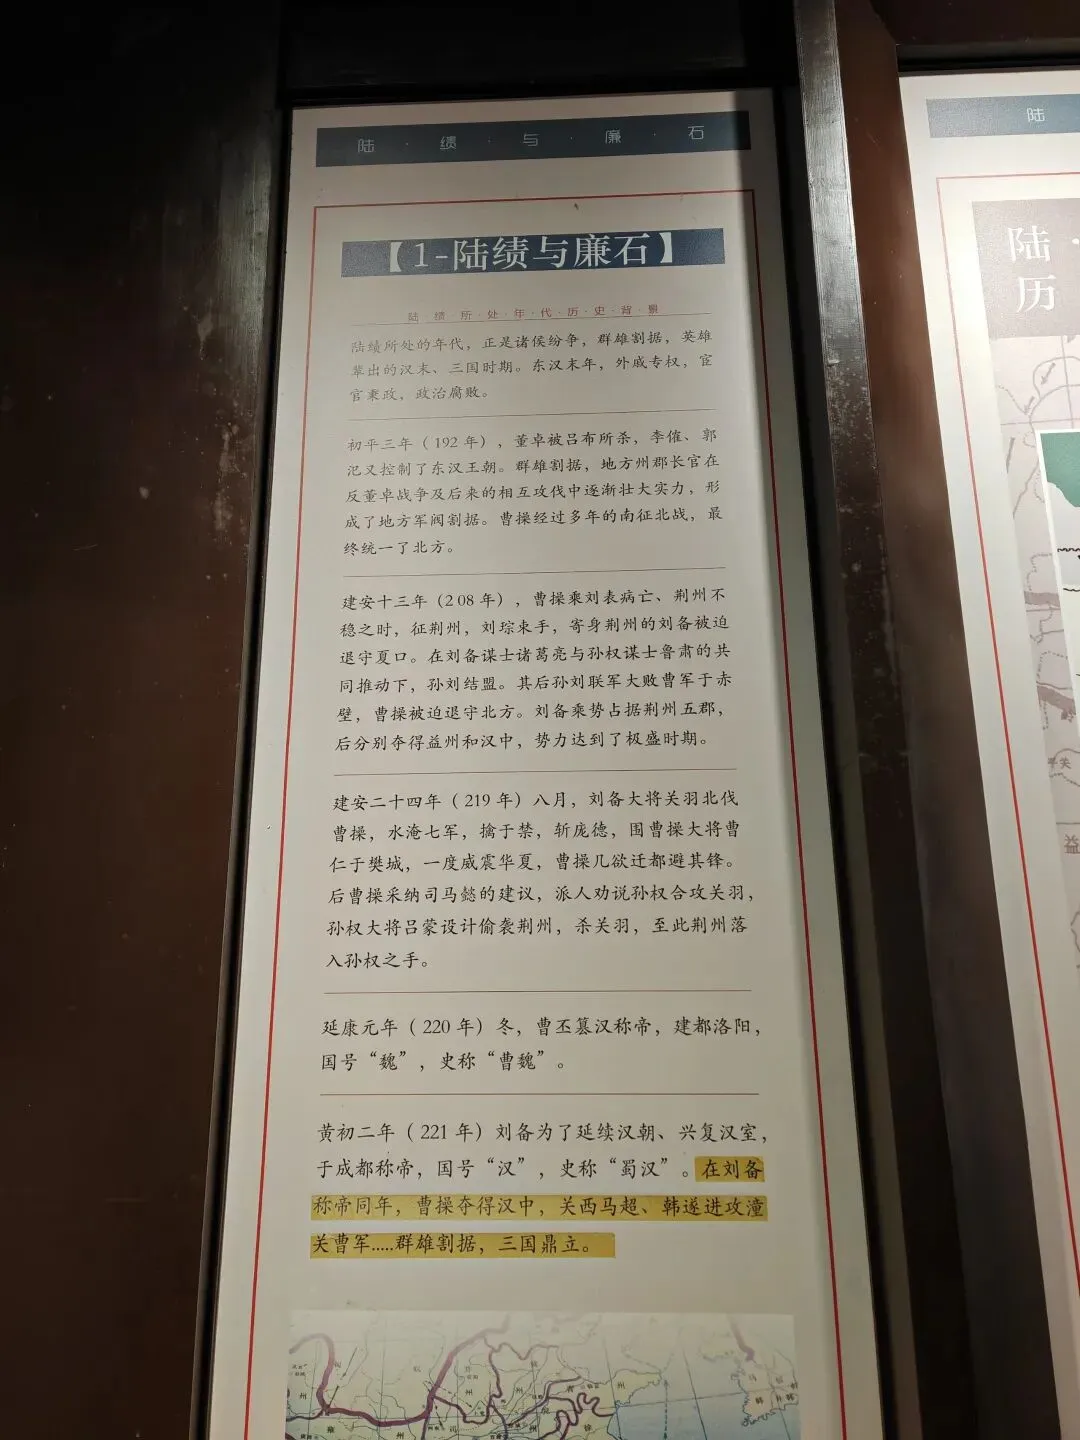 陆·绩·与·廉·石
【1-陆绩与廉石】
陆·绩·所·处·年·代·历·史·背·景
陆绩所处的年代，正是诸侯纷争，群雄割据，英雄
辈出的汉末、三国时期。东汉末年，外戚专权，宦
官秉政，政治腐败。
初平三年（192 年），董卓被吕布所杀，李傕、郭
汜又控制了东汉王朝。群雄割据，地方州郡长官在
反董卓战争及后来的相互攻伐中逐渐壮大实力，形
成了地方军阀割据。曹操经过多年的南征北战，最
终统一了北方。
建安十三年（208 年），曹操乘刘表病亡、荆州不
稳之时，征荆州，刘琮束手，寄身荆州的刘备被迫
退守夏口。在刘备谋士诸葛亮与孙权谋士鲁肃的共
同推动下，孙刘结盟。其后孙刘联军大败曹军于赤
壁，曹操被迫退守北方。刘备乘势占据荆州五郡，
后分别夺得益州和汉中，势力达到了极盛时期。
建安二十四年（219 年）八月，刘备大将关羽北伐
曹操，水淹七军，擒于禁，斩庞德，围曹操大将曹
仁于樊城，一度威震华夏，曹操几欲迁都避其锋。
后曹操采纳司马懿的建议，派人劝说孙权合攻关羽，
孙权大将吕蒙设计偷袭荆州，杀关羽，至此荆州落
入孙权之手。
延康元年（220 年）冬，曹丕篡汉称帝，建都洛阳，
国号“魏”，史称“曹魏”。
黄初二年（221 年）刘备为了延续汉朝、兴复汉室，
于成都称帝，国号“汉”，史称“蜀汉”。在刘备
称帝同年，曹操夺得汉中，关西马超、韩遂进攻潼
关曹军.....群雄割据，三国鼎立。
陆
陆·
历
益